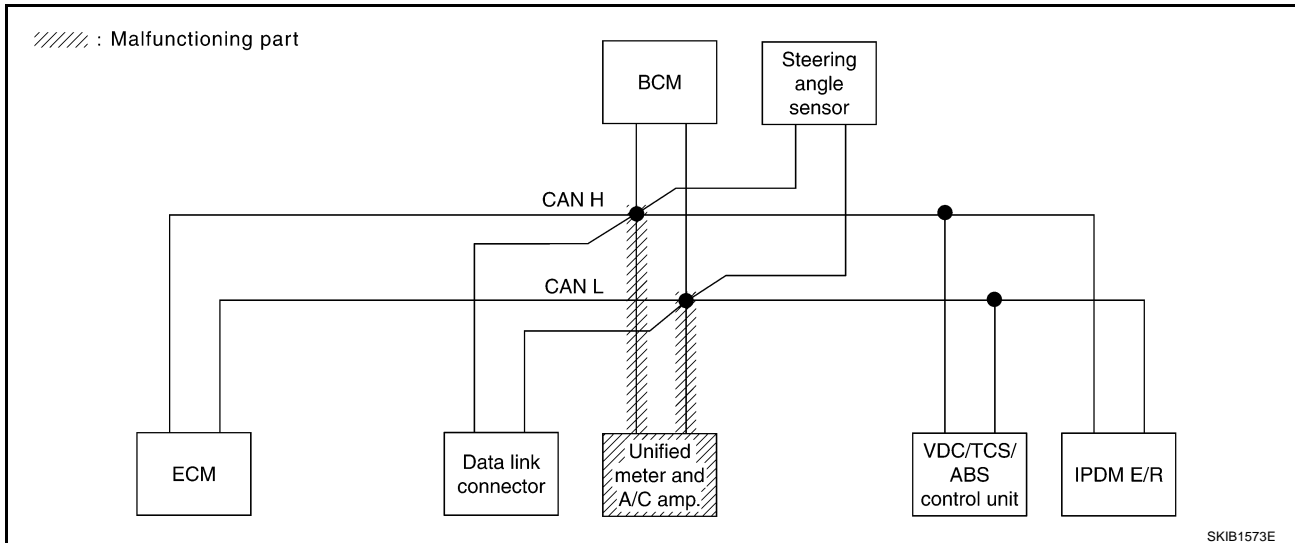 : Malfunctioning part
BCM
Steering
angle
sensor
CAN H
CAN L
ECM
Data link
connector
Unified
meter and
A/C amp.
VDC/TCS/
ABS
control unit
IPDM E/R
SKIB1573E